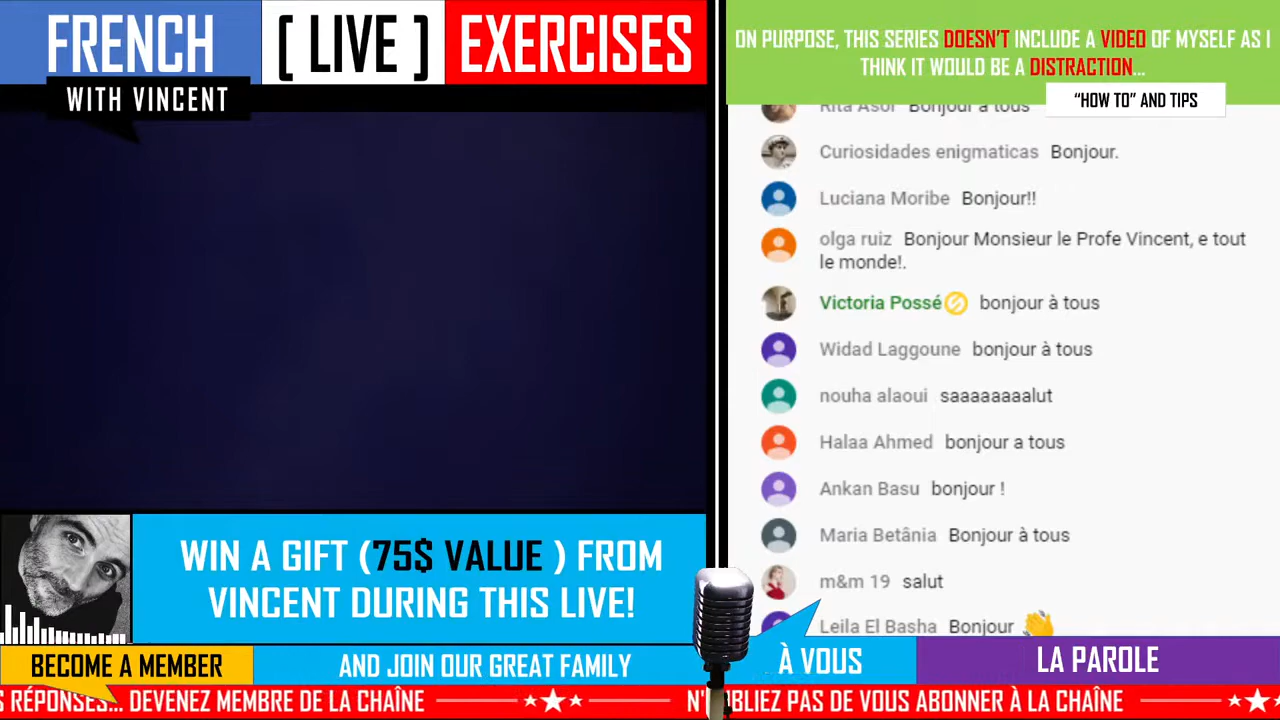 FRENCH [ LIVE ] EXERCISES
WITH VINCENT
ON PURPOSE, THIS SERIES DOESN'T INCLUDE A VIDEO OF MYSELF AS I
THINK IT WOULD BE A DISTRACTION...
“HOW TO” AND TIPS
Rita Asor Bonjour à tous
Curiosidades enigmaticas Bonjour.
Luciana Moribe Bonjour!!
olga ruiz Bonjour Monsieur le Profe Vincent, e tout
le monde!.
Victoria Possé bonjour à tous
Widad Laggoune bonjour à tous
nouha alaoui saaaaaaaalut
Halaa Ahmed bonjour a tous
Ankan Basu bonjour !
Maria Betânia Bonjour à tous
m&m 19 salut
Leila El Basha Bonjour
WIN A GIFT (75$ VALUE ) FROM
VINCENT DURING THIS LIVE!
BECOME A MEMBER
AND JOIN OUR GREAT FAMILY
À VOUS
LA PAROLE
S RÉPONSES... DEVENEZ MEMBRE DE LA CHAÎNE
BLIEZ PAS DE VOUS ABONNER À LA CHAÎNE